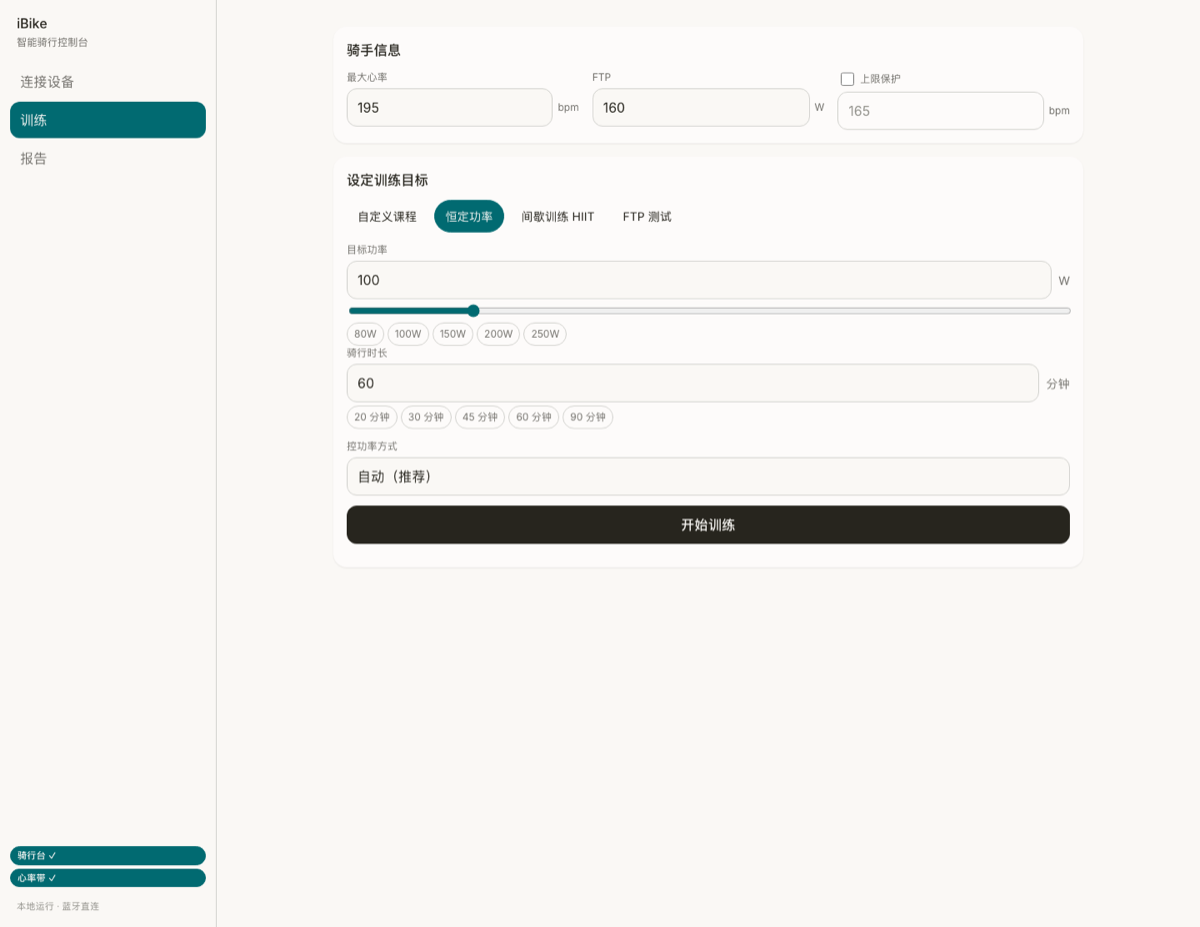 iBike
智能骑行控制台
连接设备
训练
报告
骑行台 ✓
心率带 ✓
本地运行 · 蓝牙直连
骑手信息
最大心率
195 bpm
FTP
160 W
上限保护
165 bpm
设定训练目标
自定义课程 恒定功率 间歇训练 HIIT FTP 测试
目标功率
100 W
80W 100W 150W 200W 250W
骑行时长
60 分钟
20 分钟 30 分钟 45 分钟 60 分钟 90 分钟
控功率方式
自动（推荐）
开始训练